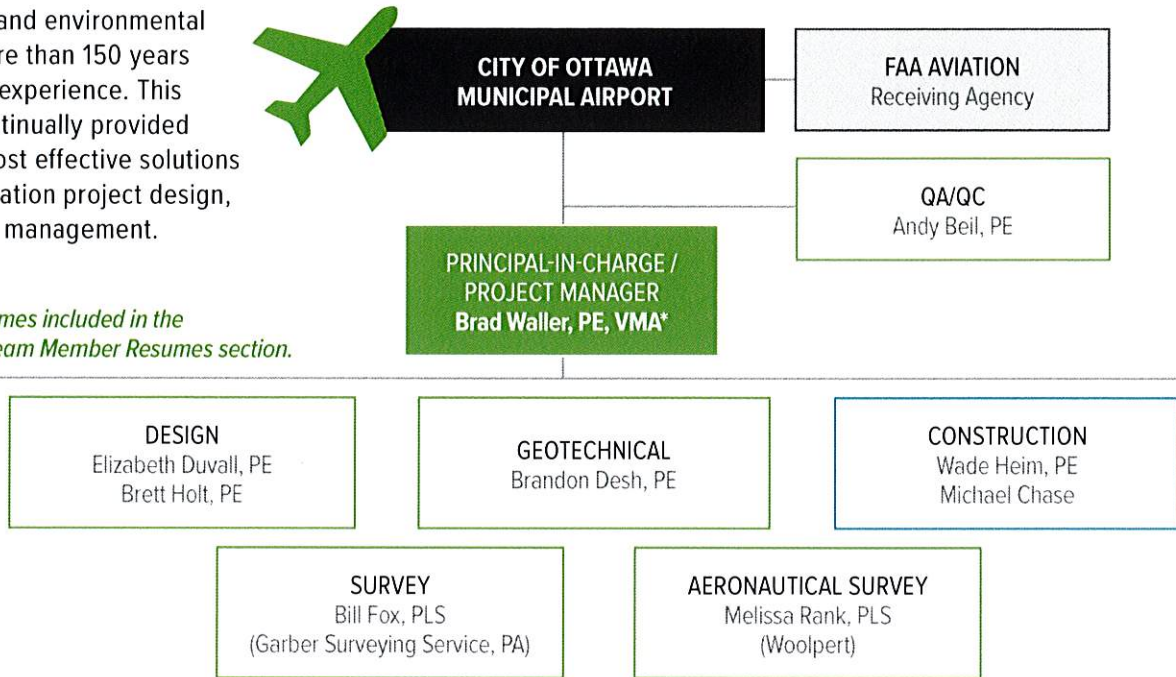 and environmental
re than 150 years
experience. This
tinually provided
ost effective solutions
ation project design,
management.
mes included in the
eam Member Resumes section.
CITY OF OTTAWA
MUNICIPAL AIRPORT
FAA AVIATION
Receiving Agency
QA/QC
Andy Beil, PE
PRINCIPAL-IN-CHARGE /
PROJECT MANAGER
Brad Waller, PE, VMA*
DESIGN
Elizabeth Duvall, PE
Brett Holt, PE
GEOTECHNICAL
Brandon Desh, PE
CONSTRUCTION
Wade Heim, PE
Michael Chase
SURVEY
Bill Fox, PLS
(Garber Surveying Service, PA)
AERONAUTICAL SURVEY
Melissa Rank, PLS
(Woolpert)